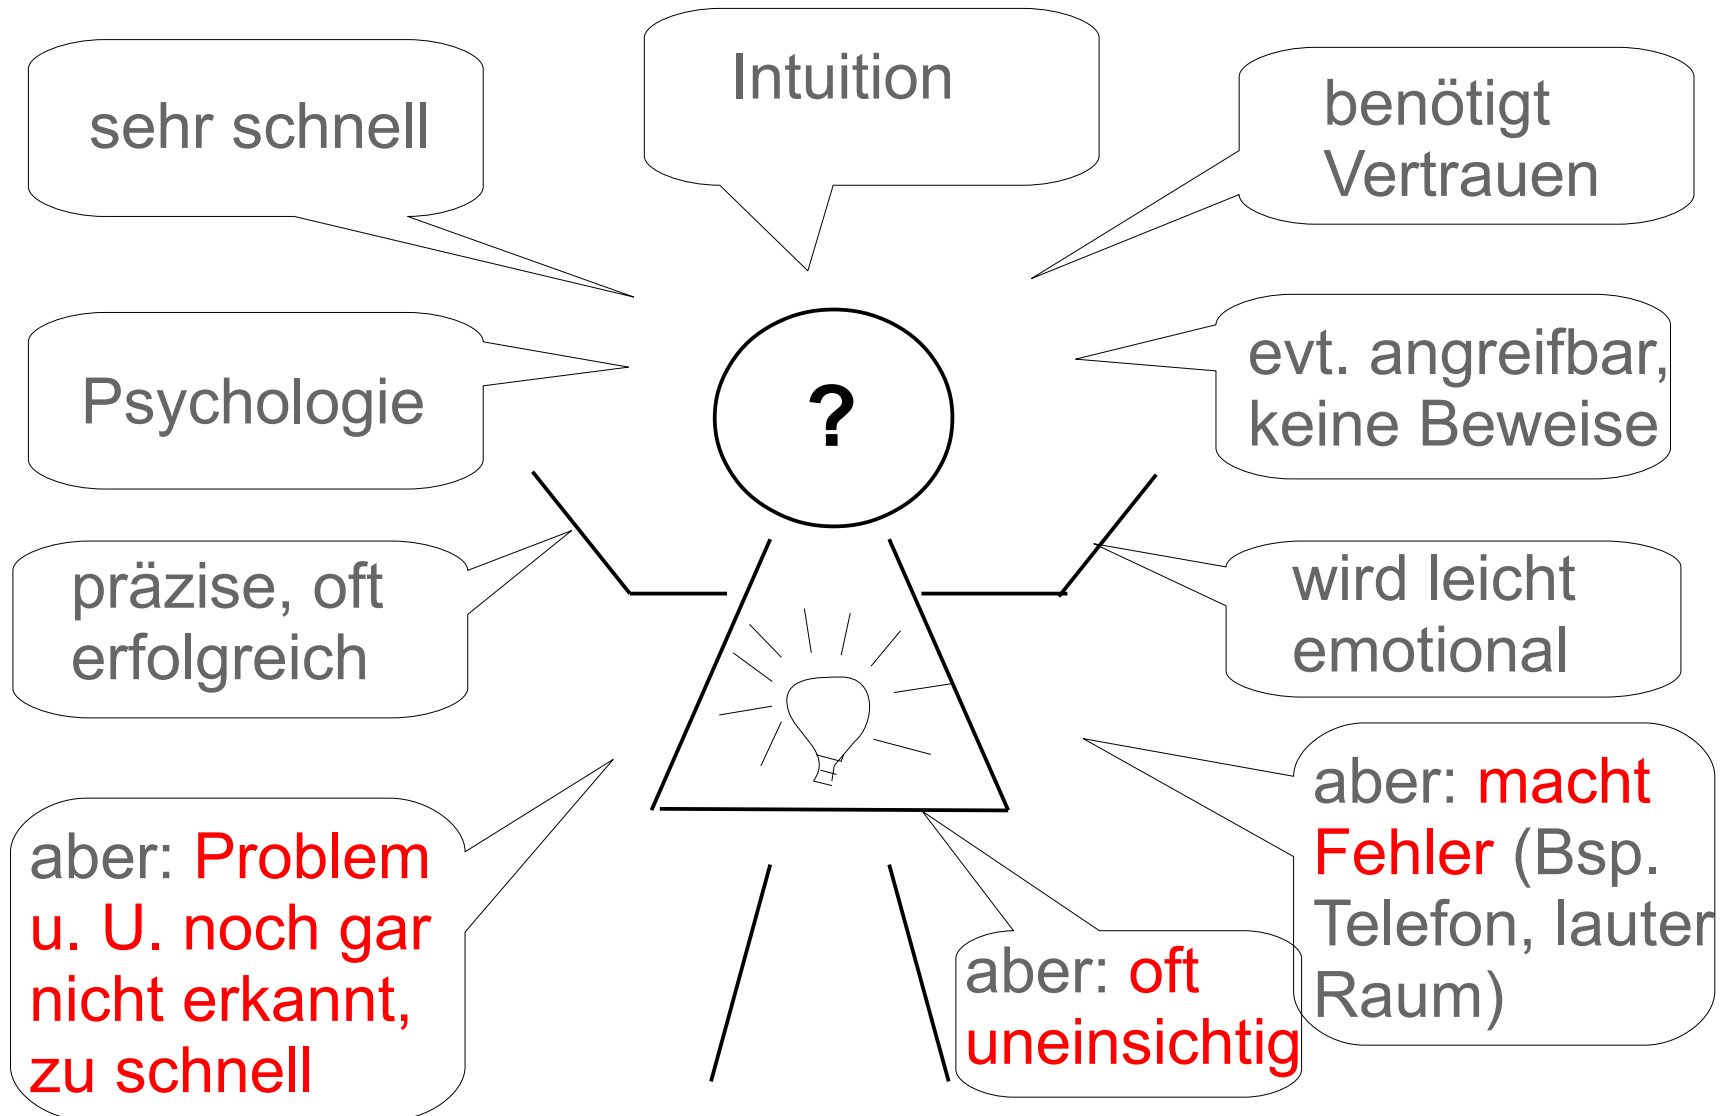 sehr schnell
Intuition
benötigt
Vertrauen
Psychologie
?
evt. angreifbar,
keine Beweise
präzise, oft
erfolgreich
wird leicht
emotional
aber: Problem
u. U. noch gar
nicht erkannt,
zu schnell
aber: oft
uneinsichtig
aber: macht
Fehler (Bsp.
Telefon, lauter
Raum)